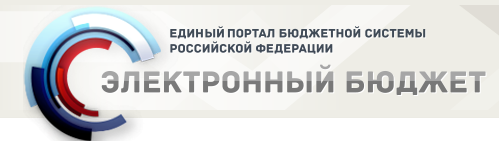 ЕДИНЫЙ ПОРТАЛ БЮДЖЕТНОЙ СИСТЕМЫ
РОССИЙСКОЙ ФЕДЕРАЦИИ
ЭЛЕКТРОННЫЙ БЮДЖЕТ